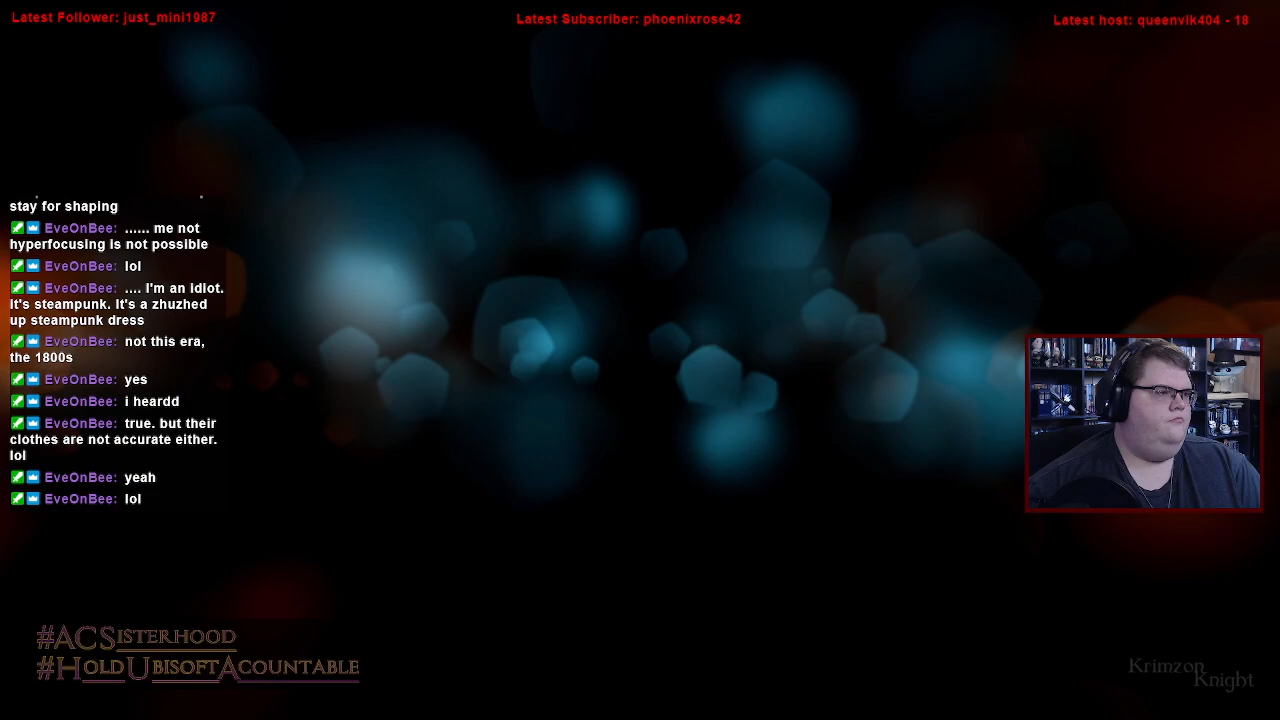 Latest Follower: just_mini1987
Latest Subscriber: phoenixrose42
Latest host: queenvik404 - 18
stay for shaping
EveOnBee: ...... me not
hyperfocusing is not possible
EveOnBee: lol
EveOnBee: .... I'm an idiot.
it's steampunk. It's a zhuzhed
up steampunk dress
EveOnBee: not this era,
the 1800s
EveOnBee: yes
EveOnBee: i heardd
EveOnBee: true. but their
clothes are not accurate either.
lol
EveOnBee: yeah
EveOnBee: lol
#ACSisterhood
#HoldUbisoftAcountable
Krimzon
Knight